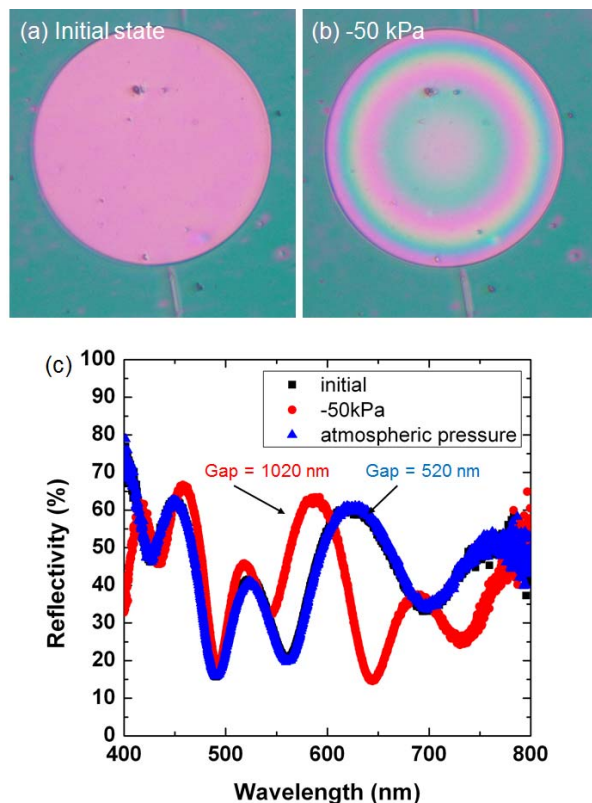 (a) Initial state
(b) -50 kPa
(c)
100
90
80
70
60
50
40
30
20
10
0
Reflectivity (%)
initial
-50kPa
atmospheric pressure
Gap = 1020 nm
Gap = 520 nm
400 500 600 700 800
Wavelength (nm)